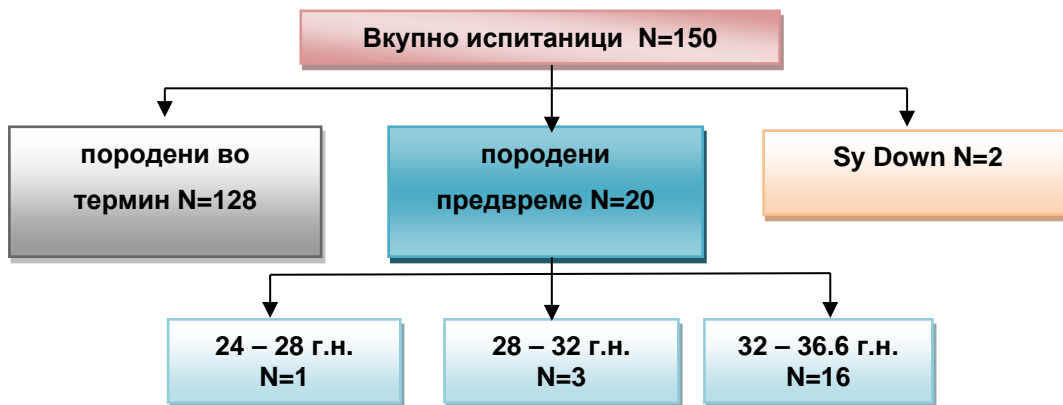 Вкупно испитаници N=150
породени во
термин N=128
породени
предвреме N=20
Sy Down N=2
24 – 28 г.н.
N=1
28 – 32 г.н.
N=3
32 – 36.6 г.н.
N=16